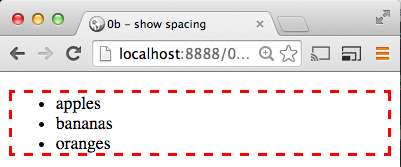 0b - show spacing
localhost:8888/0...
apples
bananas
oranges